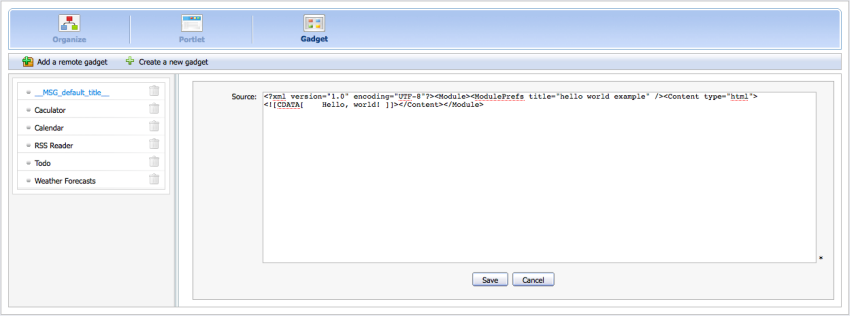 Organize
Portlet
Gadget
Add a remote gadget
Create a new gadget
__MSG_default_title__
Caculator
Calendar
RSS Reader
Todo
Weather Forecasts
Source:
<?xml version="1.0" encoding="UTF-8"?><Module><ModulePrefs title="hello world example" /><Content type="html">
<![CDATA[    Hello, world! ]]></Content></Module>
*
Save
Cancel